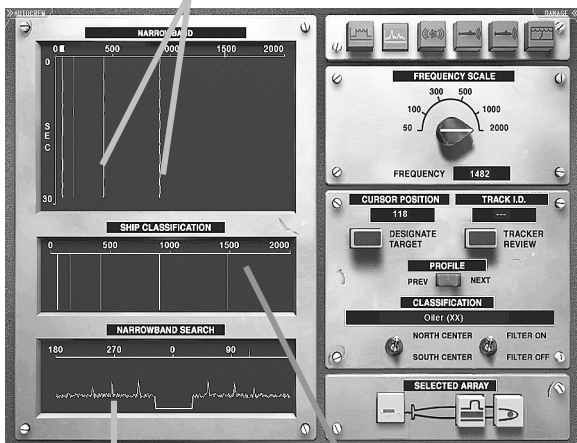 AUTOCREW
DAMAGE
NARROWBAND
0 500 1000 1500 2000
0
SEC
30
SHIP CLASSIFICATION
0 500 1000 1500 2000
NARROWBAND SEARCH
180 270 0 90
FREQUENCY SCALE
300 500
100 1000
50 2000
FREQUENCY 1482
CURSOR POSITION TRACK I.D.
118 ---
DESIGNATE TARGET
TRACKER REVIEW
PROFILE
PREV NEXT
CLASSIFICATION
Oiler (XX)
NORTH CENTER FILTER ON
SOUTH CENTER FILTER OFF
SELECTED ARRAY